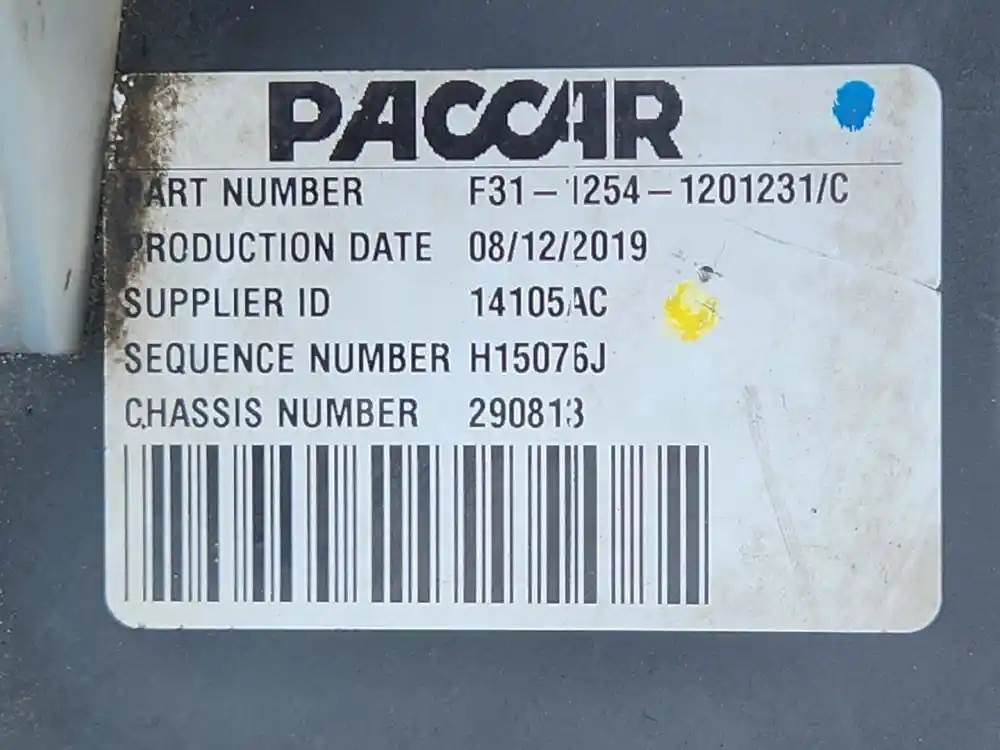 PACCAR
PART NUMBER F31-1254-1201231/C
PRODUCTION DATE 08/12/2019
SUPPLIER ID 14105AC
SEQUENCE NUMBER H15076J
CHASSIS NUMBER 290813